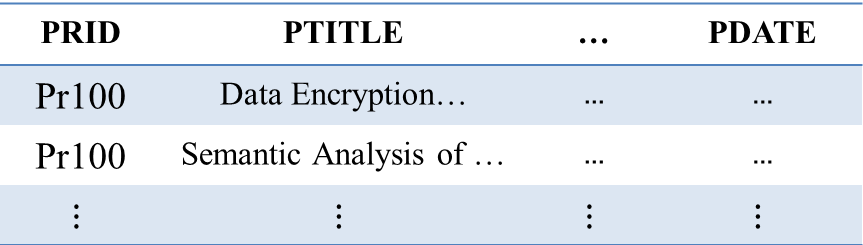 PRID PTITLE … PDATE
Pr100 Data Encryption… ... ...
Pr100 Semantic Analysis of … ... ...
⋮ ⋮ ⋮ ⋮